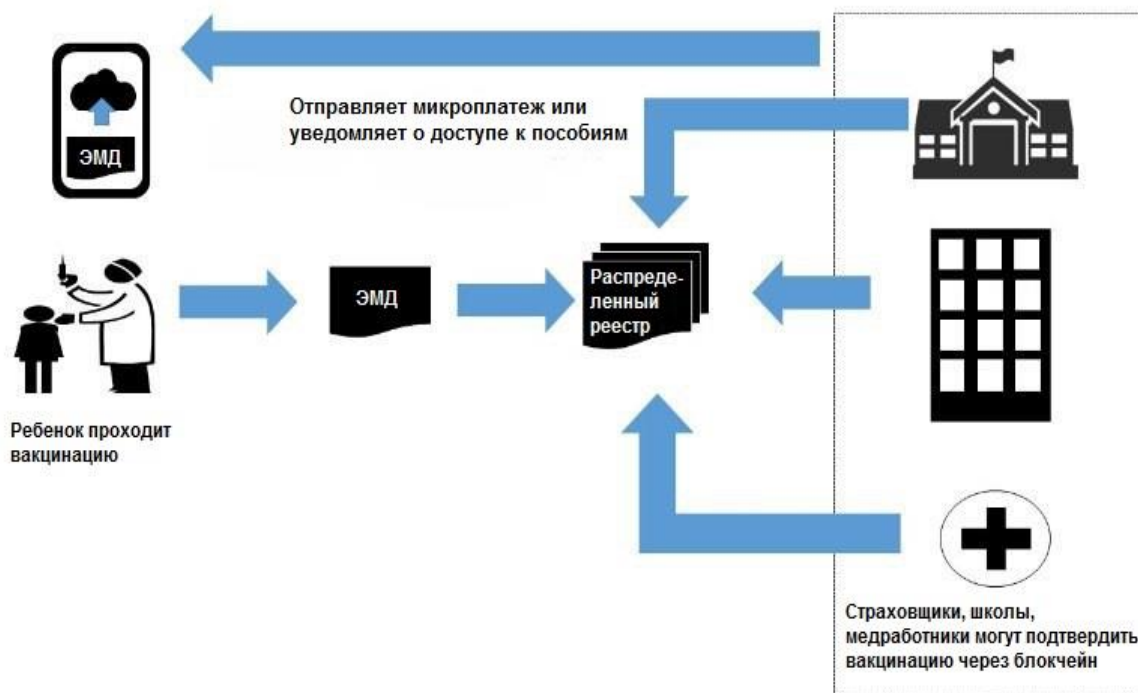 Отправляет микроплатеж или
уведомляет о доступе к пособиям
ЭМД
ЭМД
Распреде-
ленный
реестр
Ребенок проходит
вакцинацию
Страховщики, школы,
медработники могут подтвердить
вакцинацию через блокчейн